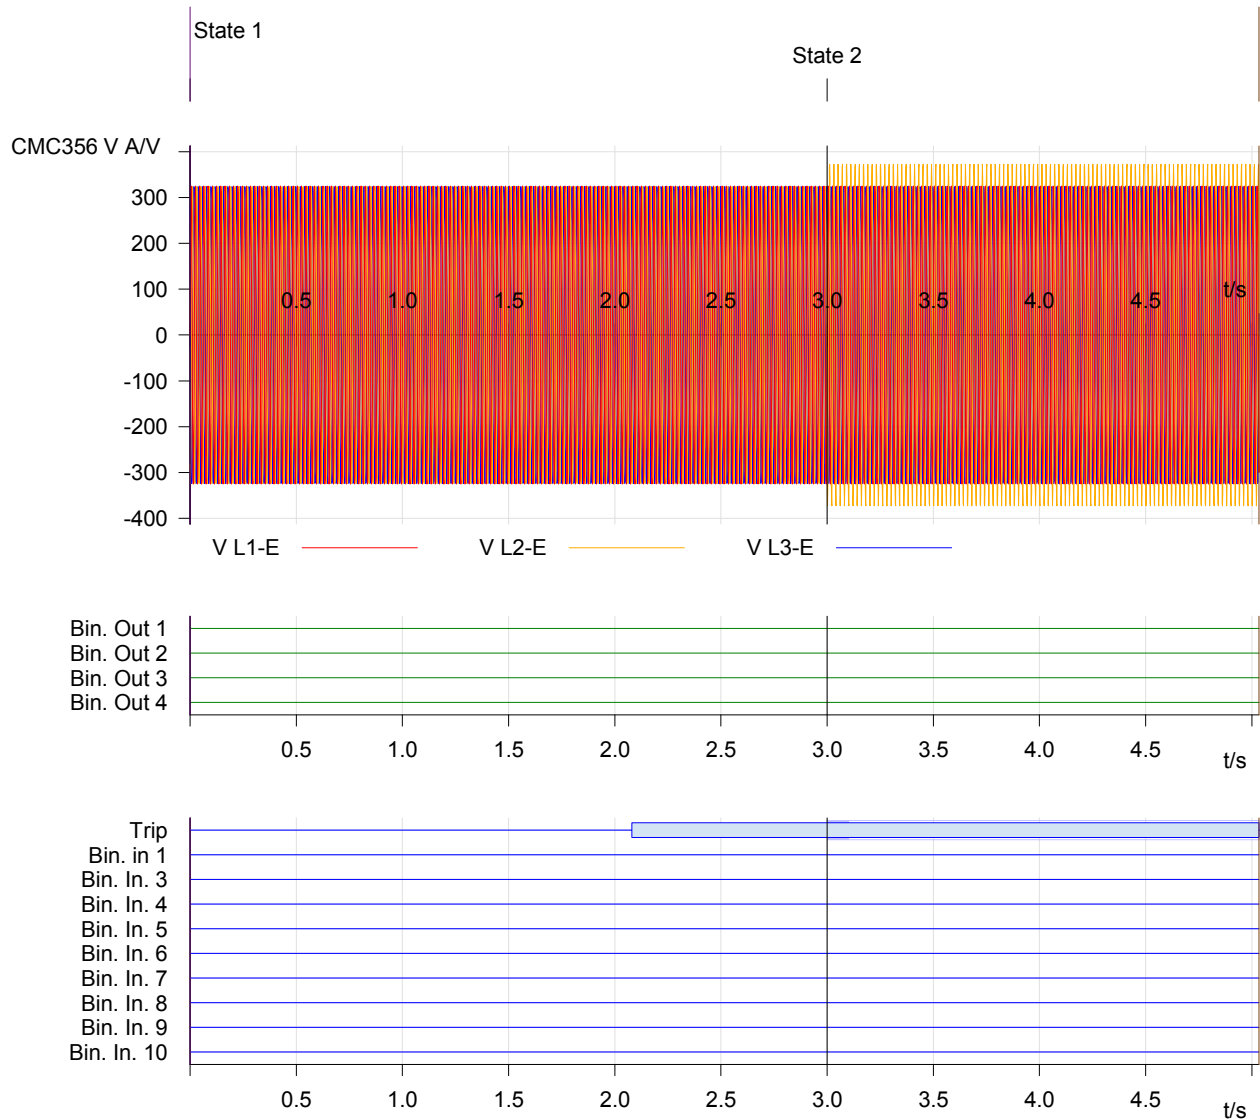 State 1
State 2
CMC356 V A/V
300
200
100
0
-100
-200
-300
-400
0.5 1.0 1.5 2.0 2.5 3.0 3.5 4.0 4.5 t/s
V L1-E V L2-E V L3-E
Bin. Out 1
Bin. Out 2
Bin. Out 3
Bin. Out 4
0.5 1.0 1.5 2.0 2.5 3.0 3.5 4.0 4.5 t/s
Trip
Bin. in 1
Bin. In. 3
Bin. In. 4
Bin. In. 5
Bin. In. 6
Bin. In. 7
Bin. In. 8
Bin. In. 9
Bin. In. 10
0.5 1.0 1.5 2.0 2.5 3.0 3.5 4.0 4.5 t/s